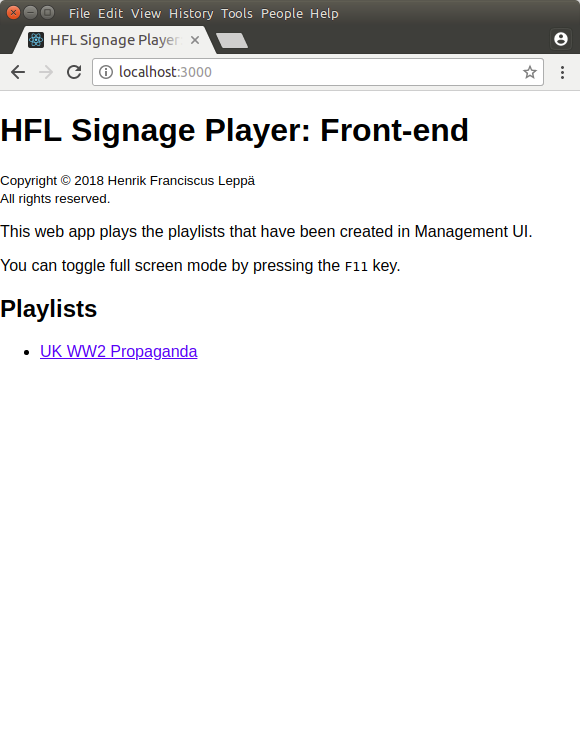 File Edit View History Tools People Help
HFL Signage Player
localhost:3000
HFL Signage Player: Front-end
Copyright © 2018 Henrik Franciscus Leppä
All rights reserved.
This web app plays the playlists that have been created in Management UI.
You can toggle full screen mode by pressing the F11 key.
Playlists
UK WW2 Propaganda